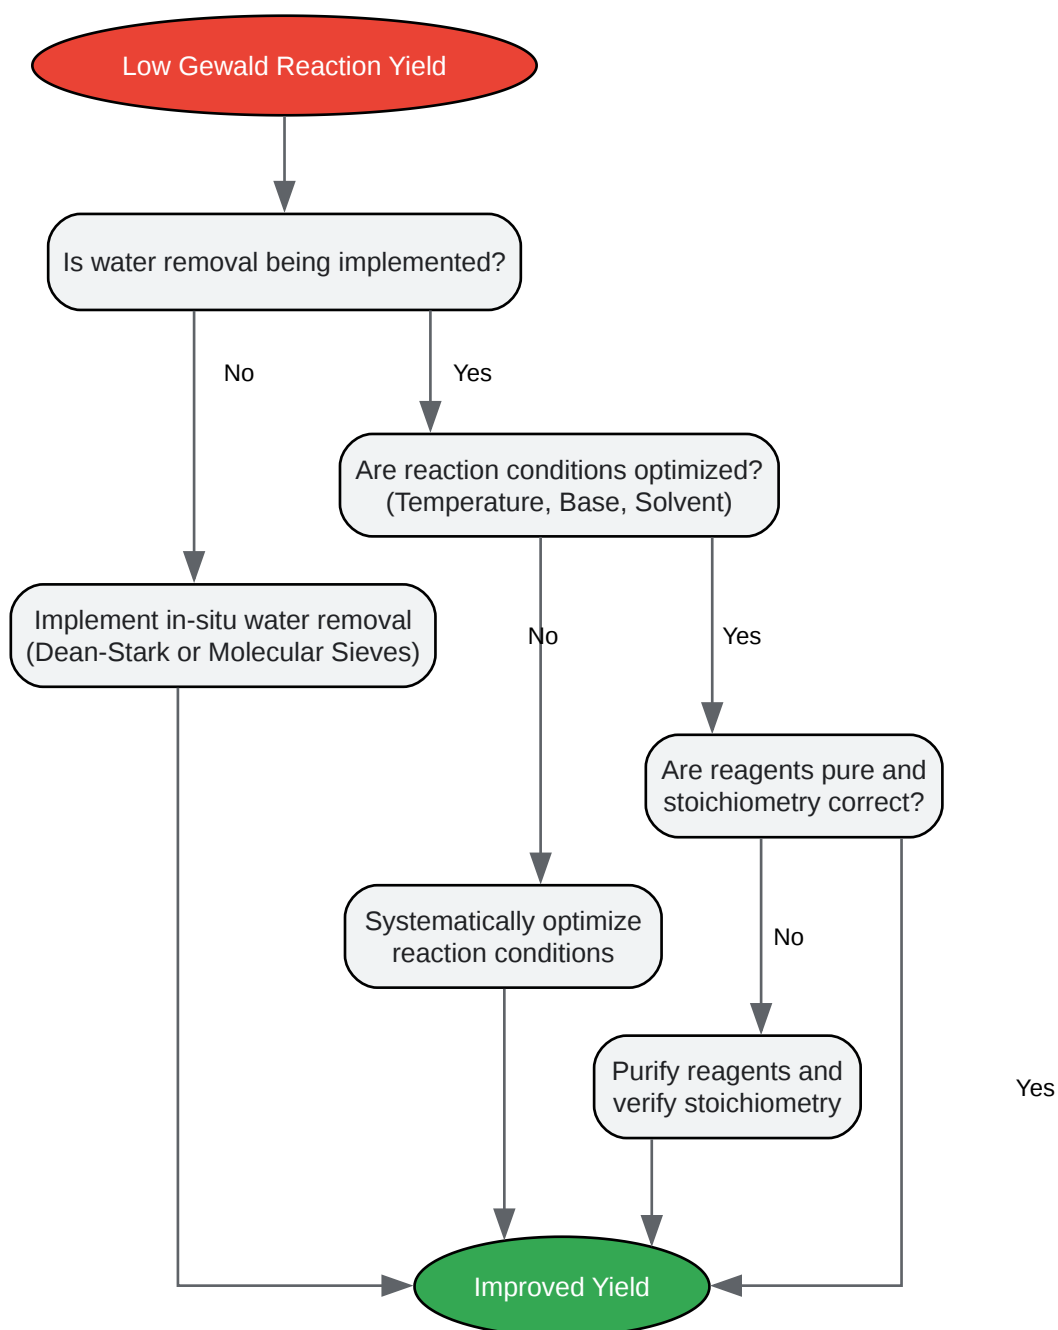 Low Gewald Reaction Yield
Is water removal being implemented?
No
Yes
Are reaction conditions optimized?
(Temperature, Base, Solvent)
Implement in-situ water removal
(Dean-Stark or Molecular Sieves)
No
Yes
Are reagents pure and
stoichiometry correct?
Systematically optimize
reaction conditions
No
Purify reagents and
verify stoichiometry
Yes
Improved Yield